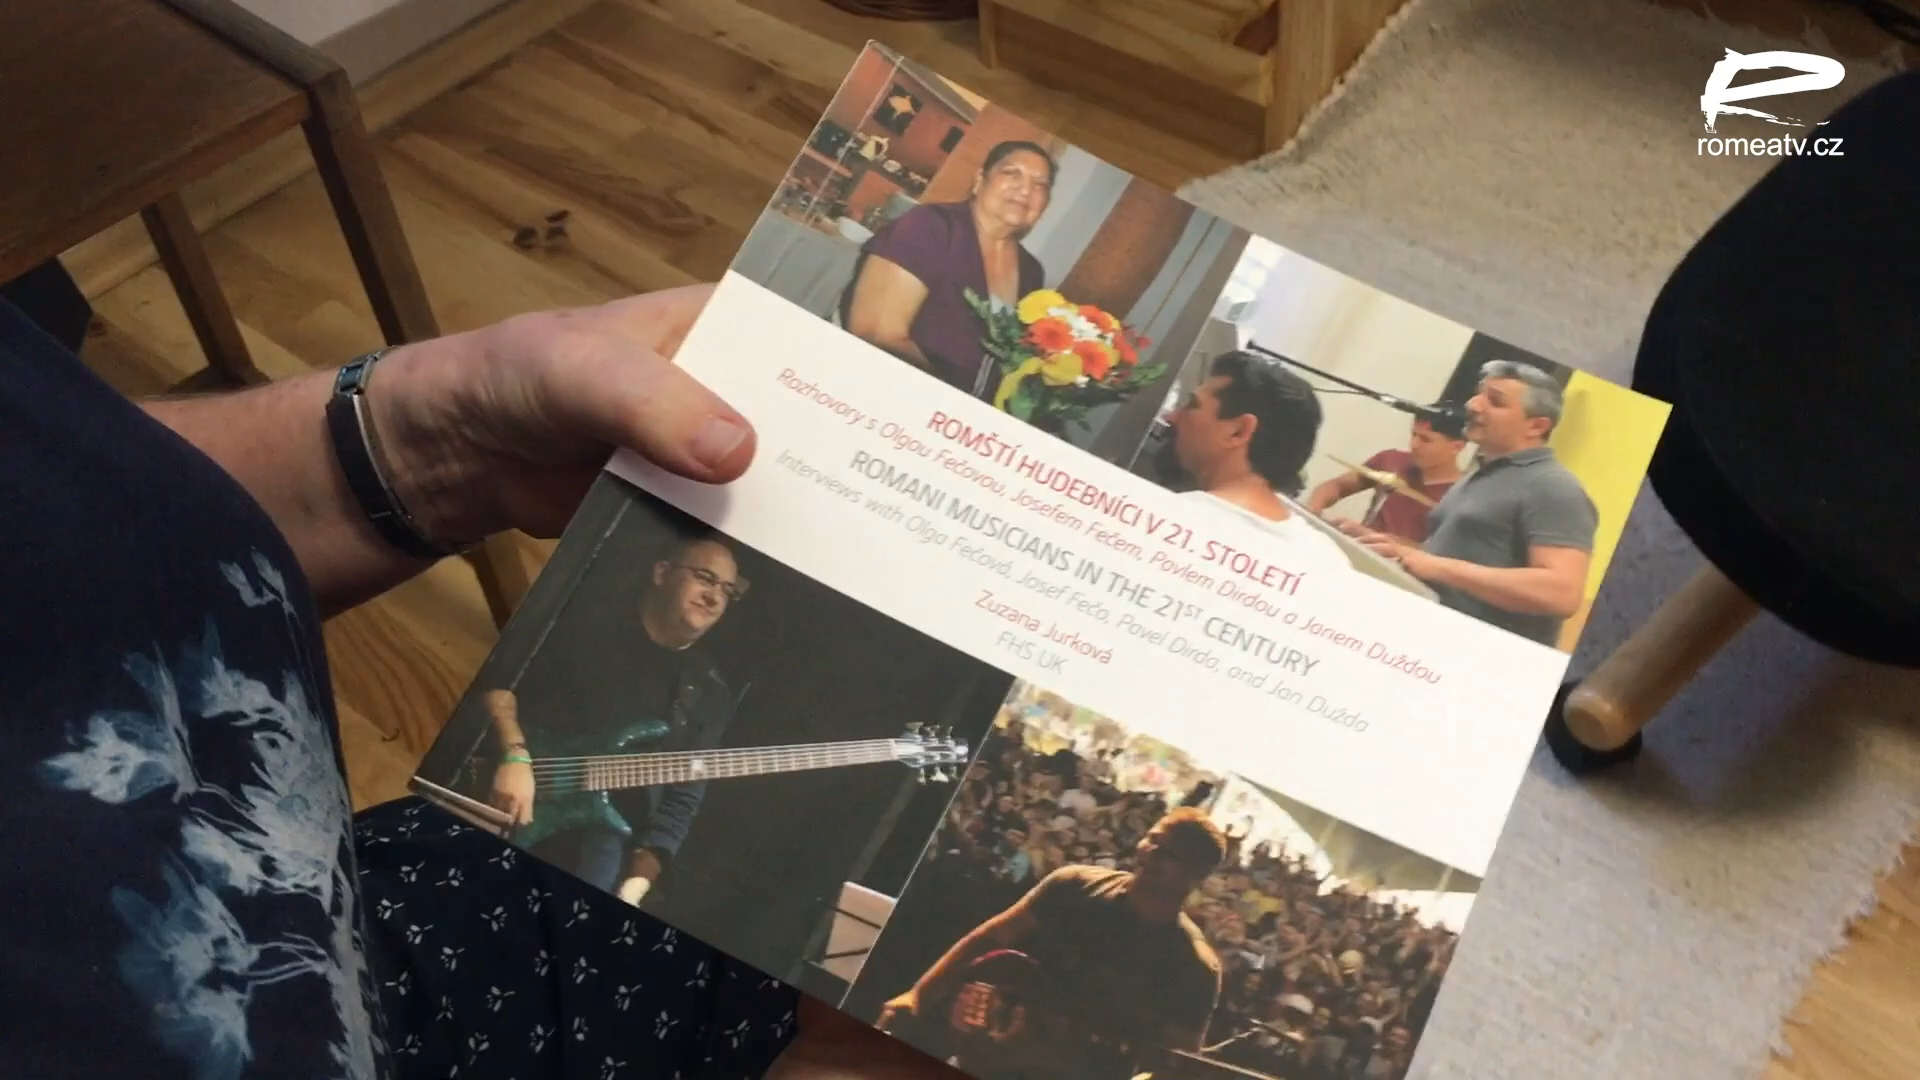 romeatv.cz
ROMŠTÍ HUDEBNÍCI V 21. STOLETÍ
Rozhovory s Olgou Fečovou, Josefem Fečem, Pavlem Dirdou a Janem Duždou
ROMANI MUSICIANS IN THE 21ST CENTURY
Interviews with Olga Fečová, Josef Fečo, Pavel Dirda, and Jan Dužda
Zuzana Jurková
FHS UK